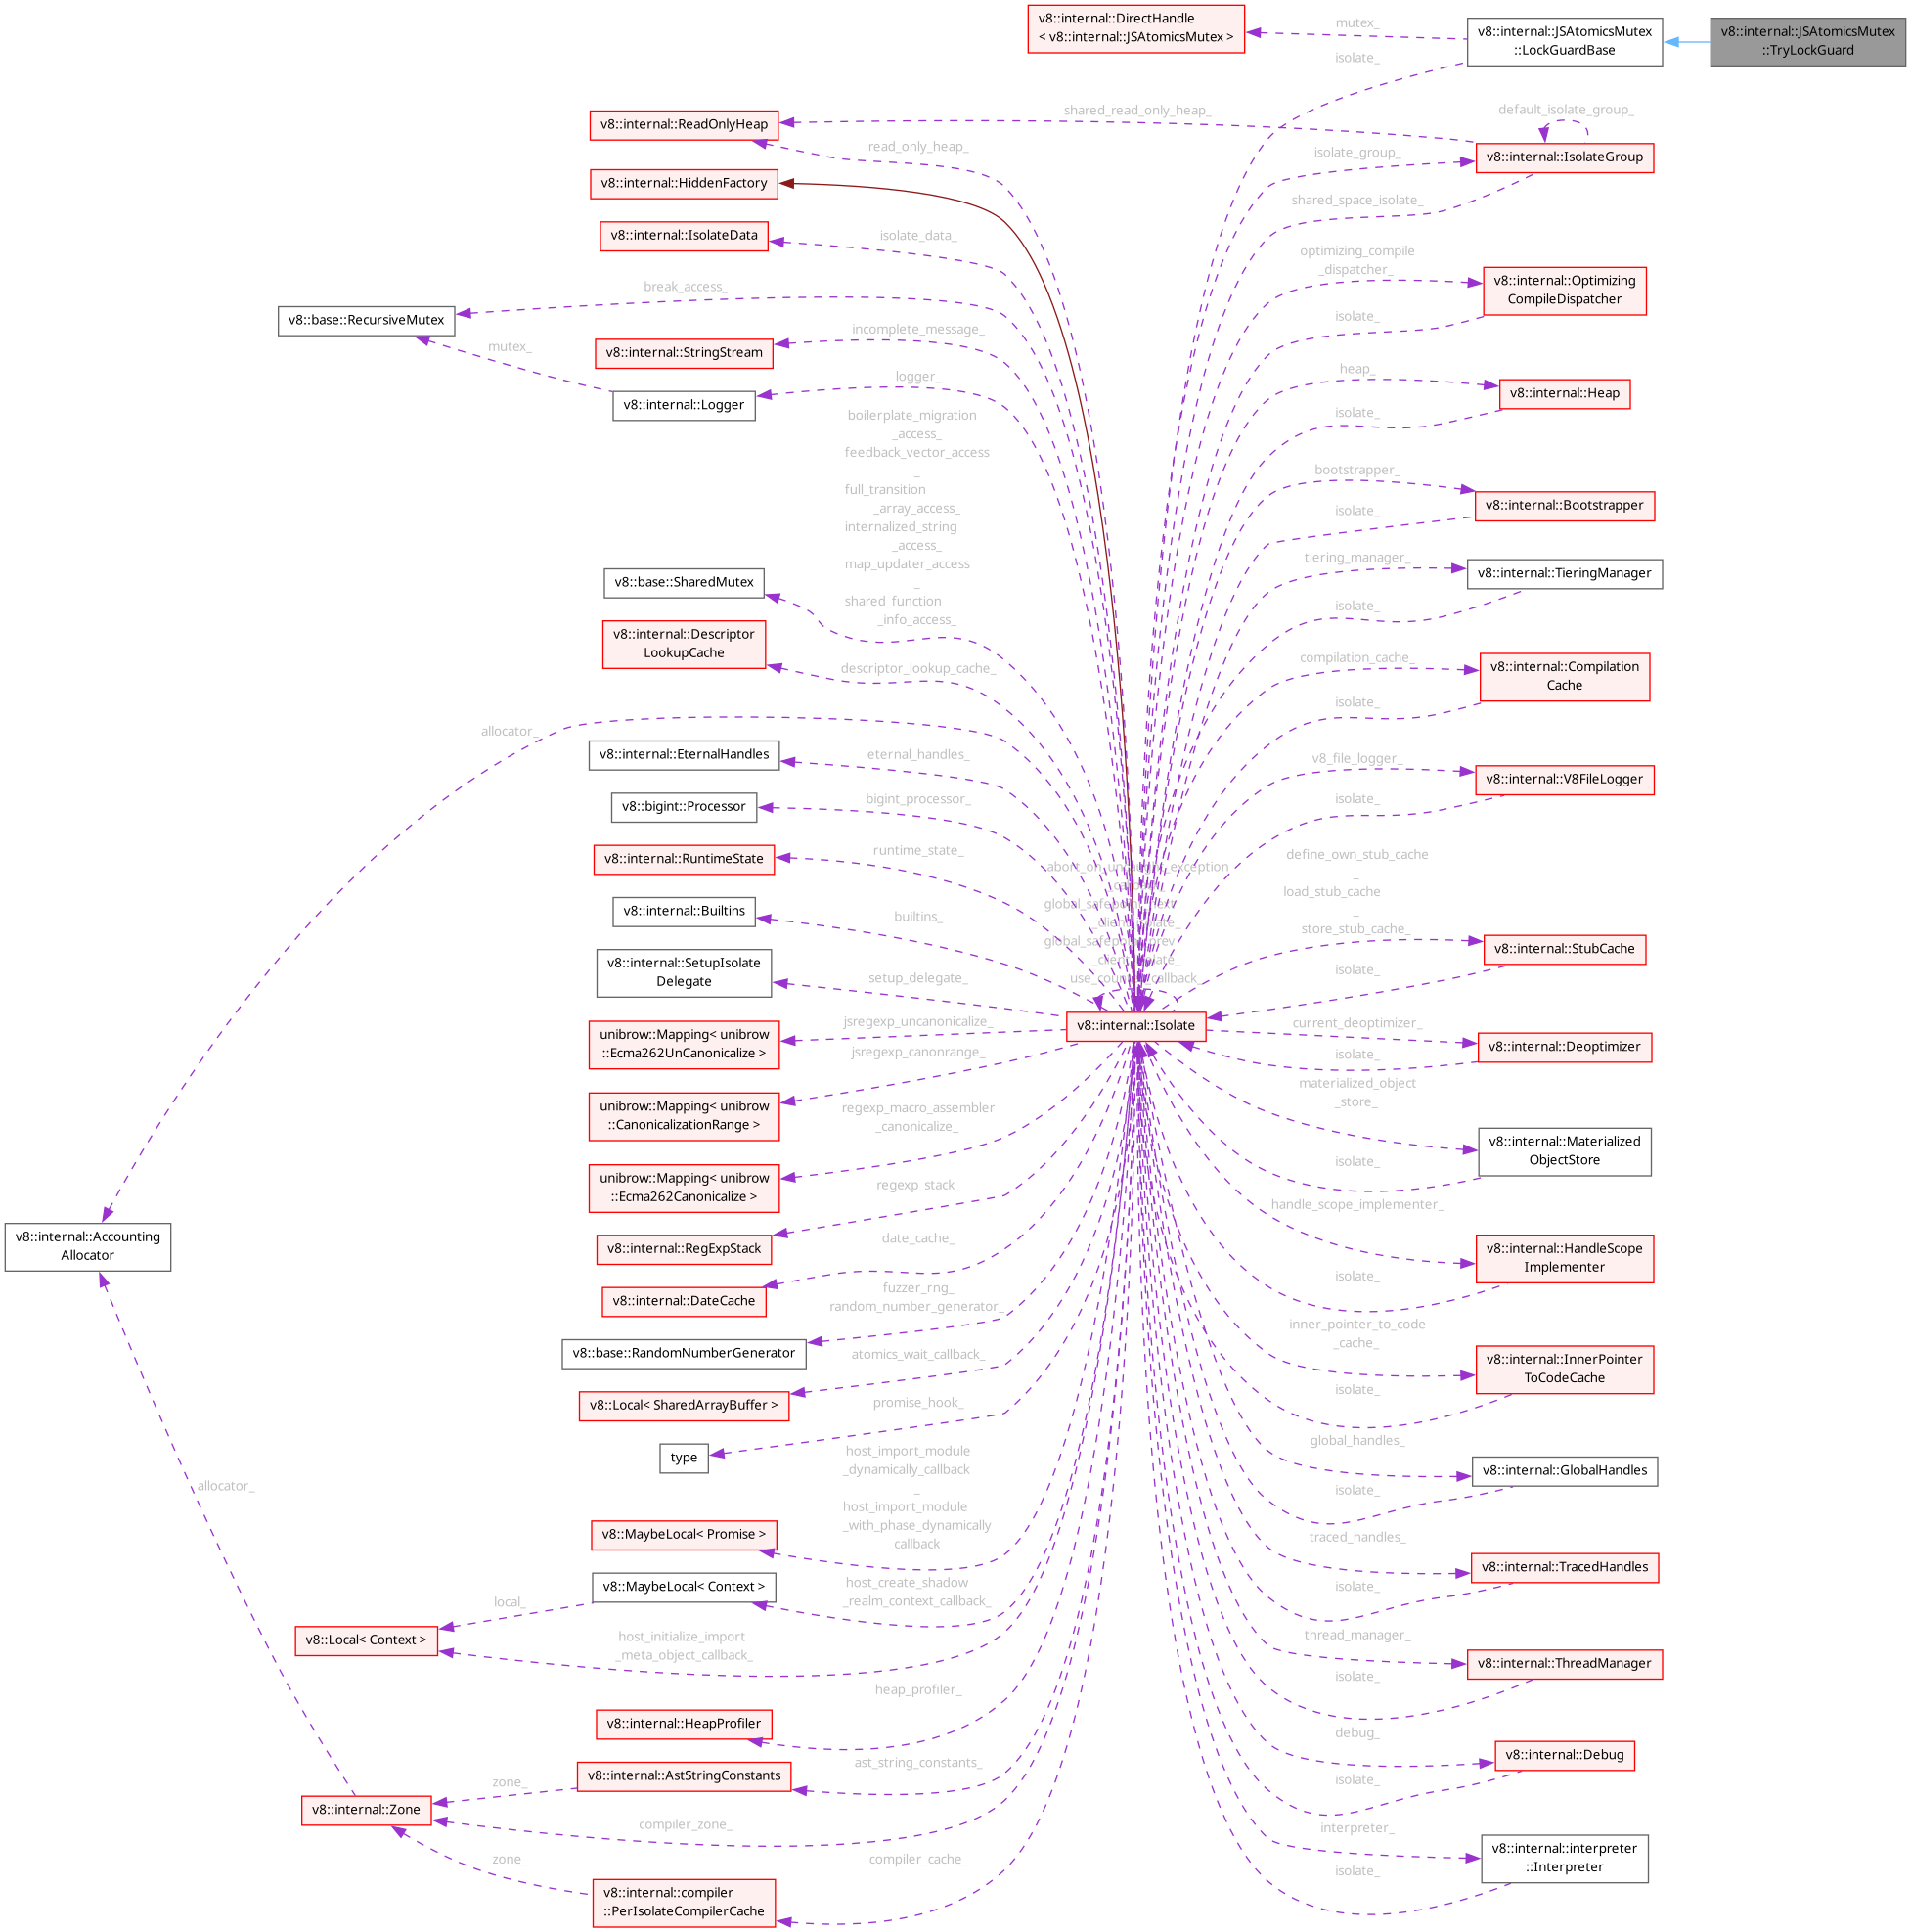 v8::internal::DirectHandle
< v8::internal::JSAtomicsMutex >
mutex_
v8::internal::JSAtomicsMutex
::LockGuardBase
v8::internal::JSAtomicsMutex
::TryLockGuard
isolate_
v8::internal::ReadOnlyHeap
shared_read_only_heap_
default_isolate_group_
read_only_heap_
isolate_group_
v8::internal::IsolateGroup
v8::internal::HiddenFactory
shared_space_isolate_
v8::internal::IsolateData
isolate_data_
optimizing_compile
_dispatcher_
v8::internal::Optimizing
CompileDispatcher
break_access_
v8::base::RecursiveMutex
isolate_
incomplete_message_
v8::internal::StringStream
mutex_
logger_
v8::internal::Logger
heap_
v8::internal::Heap
isolate_
boilerplate_migration
_access_
feedback_vector_access
_
full_transition
_array_access_
internalized_string
_access_
map_updater_access
_
shared_function
_info_access_
bootstrapper_
v8::internal::Bootstrapper
isolate_
tiering_manager_
v8::internal::TieringManager
isolate_
v8::base::SharedMutex
v8::internal::Descriptor
LookupCache
descriptor_lookup_cache_
compilation_cache_
v8::internal::Compilation
Cache
isolate_
allocator_
v8::internal::EternalHandles
eternal_handles_
v8_file_logger_
v8::internal::V8FileLogger
isolate_
v8::bigint::Processor
bigint_processor_
v8::internal::RuntimeState
runtime_state_
define_own_stub_cache
_
load_stub_cache
_
store_stub_cache_
v8::internal::StubCache
isolate_
v8::internal::Builtins
builtins_
use_counter_callback_
v8::internal::SetupIsolate
Delegate
setup_delegate_
v8::internal::Isolate
unibrow::Mapping< unibrow
::Ecma262UnCanonicalize >
jsregexp_uncanonicalize_
current_deoptimizer_
v8::internal::Deoptimizer
isolate_
jsregexp_canonrange_
unibrow::Mapping< unibrow
::CanonicalizationRange >
materialized_object
_store_
v8::internal::Materialized
ObjectStore
isolate_
regexp_macro_assembler
_canonicalize_
unibrow::Mapping< unibrow
::Ecma262Canonicalize >
regexp_stack_
v8::internal::RegExpStack
handle_scope_implementer_
v8::internal::HandleScope
Implementer
isolate_
v8::internal::Accounting
Allocator
date_cache_
v8::internal::DateCache
fuzzer_rng_
random_number_generator_
v8::base::RandomNumberGenerator
inner_pointer_to_code
_cache_
v8::internal::InnerPointer
ToCodeCache
isolate_
atomics_wait_callback_
v8::Local< SharedArrayBuffer >
promise_hook_
type
global_handles_
v8::internal::GlobalHandles
isolate_
allocator_
host_import_module
_dynamically_callback
_
host_import_module
_with_phase_dynamically
_callback_
v8::MaybeLocal< Promise >
traced_handles_
v8::internal::TracedHandles
isolate_
v8::MaybeLocal< Context >
host_create_shadow
_realm_context_callback_
local_
v8::Local< Context >
host_initialize_import
_meta_object_callback_
thread_manager_
v8::internal::ThreadManager
isolate_
heap_profiler_
v8::internal::HeapProfiler
debug_
v8::internal::Debug
isolate_
ast_string_constants_
v8::internal::AstStringConstants
zone_
v8::internal::Zone
compiler_zone_
interpreter_
v8::internal::interpreter
::Interpreter
isolate_
zone_
compiler_cache_
v8::internal::compiler
::PerIsolateCompilerCache